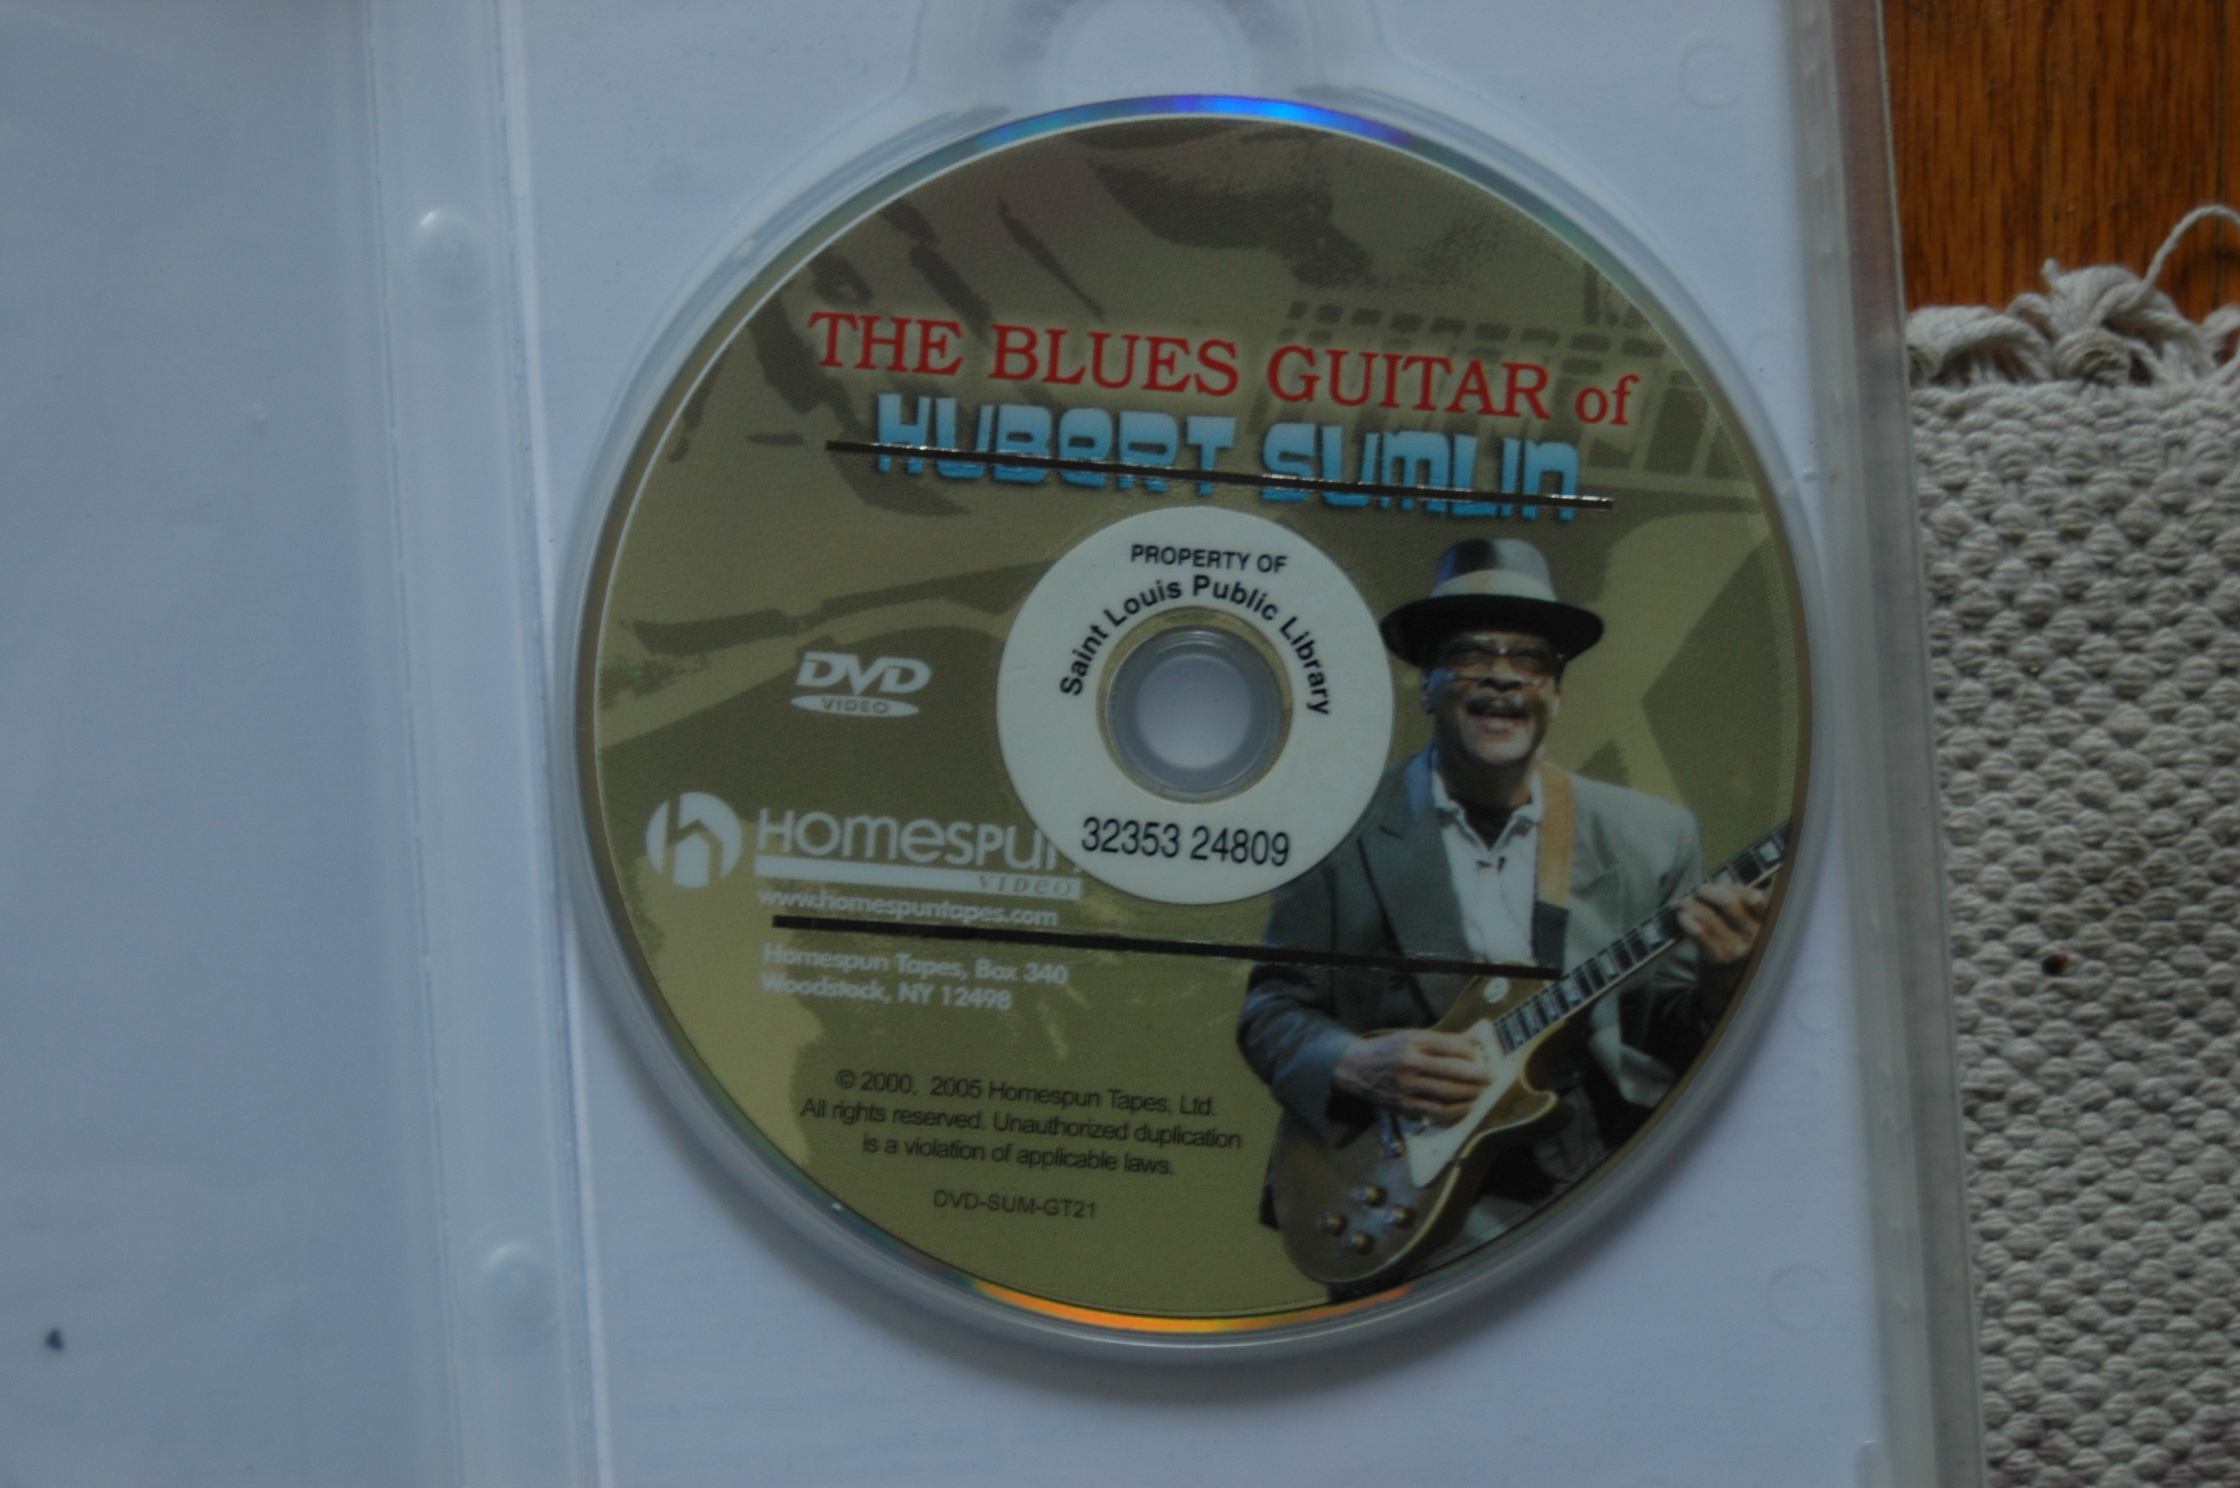 THE BLUES GUITAR of
HUBERT SUMLIN
PROPERTY OF
Saint Louis Public Library
32353 24809
DVD
VIDEO
HOMESPUN
VIDEO
www.homespuntapes.com
Homespun Tapes, Box 340
Woodstock, NY 12498
© 2000, 2005 Homespun Tapes, Ltd.
All rights reserved. Unauthorized duplication
is a violation of applicable laws.
DVD-SUM-GT21